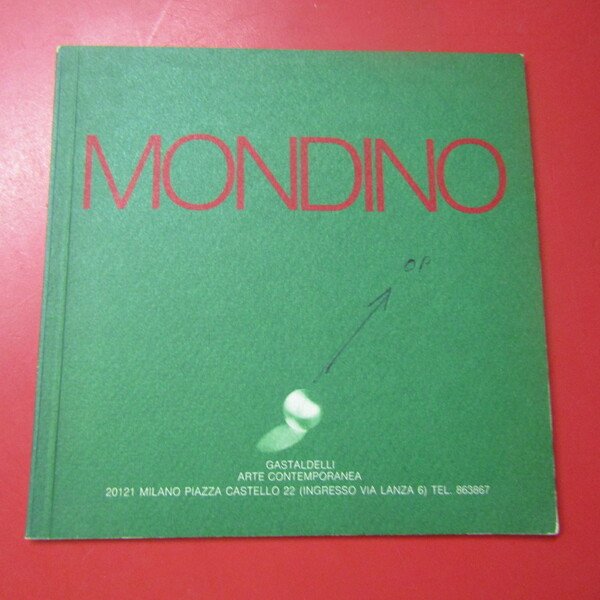 MONDINO
OP
GASTALDELLI
ARTE CONTEMPORANEA
20121 MILANO PIAZZA CASTELLO 22 (INGRESSO VIA LANZA 6) TEL. 863867